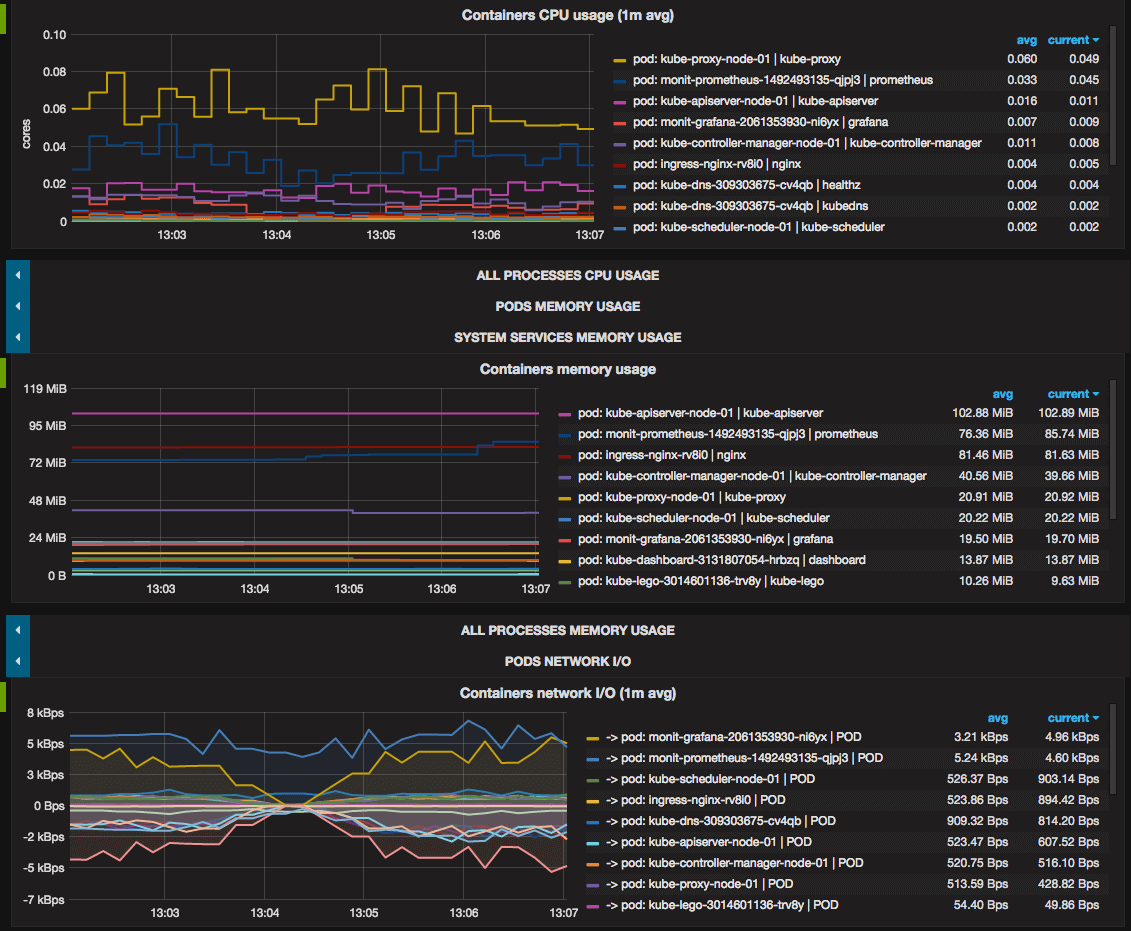 Containers CPU usage (1m avg)
cores
0.10
0.08
0.06
0.04
0.02
0
13:03 13:04 13:05 13:06 13:07
avg current
pod: kube-proxy-node-01 | kube-proxy 0.060 0.049
pod: monit-prometheus-1492493135-qjpj3 | prometheus 0.033 0.045
pod: kube-apiserver-node-01 | kube-apiserver 0.016 0.011
pod: monit-grafana-2061353930-ni6yx | grafana 0.007 0.009
pod: kube-controller-manager-node-01 | kube-controller-manager 0.011 0.008
pod: ingress-nginx-rv8i0 | nginx 0.004 0.005
pod: kube-dns-309303675-cv4qb | healthz 0.004 0.004
pod: kube-dns-309303675-cv4qb | kubedns 0.002 0.002
pod: kube-scheduler-node-01 | kube-scheduler 0.002 0.002
ALL PROCESSES CPU USAGE
PODS MEMORY USAGE
SYSTEM SERVICES MEMORY USAGE
Containers memory usage
119 MiB
95 MiB
72 MiB
48 MiB
24 MiB
0 B
13:03 13:04 13:05 13:06 13:07
avg current
pod: kube-apiserver-node-01 | kube-apiserver 102.88 MiB 102.89 MiB
pod: monit-prometheus-1492493135-qjpj3 | prometheus 76.36 MiB 85.74 MiB
pod: ingress-nginx-rv8i0 | nginx 81.46 MiB 81.63 MiB
pod: kube-controller-manager-node-01 | kube-controller-manager 40.56 MiB 39.66 MiB
pod: kube-proxy-node-01 | kube-proxy 20.91 MiB 20.92 MiB
pod: kube-scheduler-node-01 | kube-scheduler 20.22 MiB 20.22 MiB
pod: monit-grafana-2061353930-ni6yx | grafana 19.50 MiB 19.70 MiB
pod: kube-dashboard-3131807054-hrbzq | dashboard 13.87 MiB 13.87 MiB
pod: kube-lego-3014601136-trv8y | kube-lego 10.26 MiB 9.63 MiB
ALL PROCESSES MEMORY USAGE
PODS NETWORK I/O
Containers network I/O (1m avg)
8 kBps
5 kBps
3 kBps
0 Bps
-2 kBps
-5 kBps
-7 kBps
13:03 13:04 13:05 13:06 13:07
avg current
-> pod: monit-grafana-2061353930-ni6yx | POD 3.21 kBps 4.96 kBps
-> pod: monit-prometheus-1492493135-qjpj3 | POD 5.24 kBps 4.60 kBps
-> pod: kube-scheduler-node-01 | POD 526.37 Bps 903.14 Bps
-> pod: ingress-nginx-rv8i0 | POD 523.86 Bps 894.42 Bps
-> pod: kube-dns-309303675-cv4qb | POD 909.32 Bps 814.20 Bps
-> pod: kube-apiserver-node-01 | POD 523.47 Bps 607.52 Bps
-> pod: kube-controller-manager-node-01 | POD 520.75 Bps 516.10 Bps
-> pod: kube-proxy-node-01 | POD 513.59 Bps 428.82 Bps
-> pod: kube-lego-3014601136-trv8y | POD 54.40 Bps 49.86 Bps